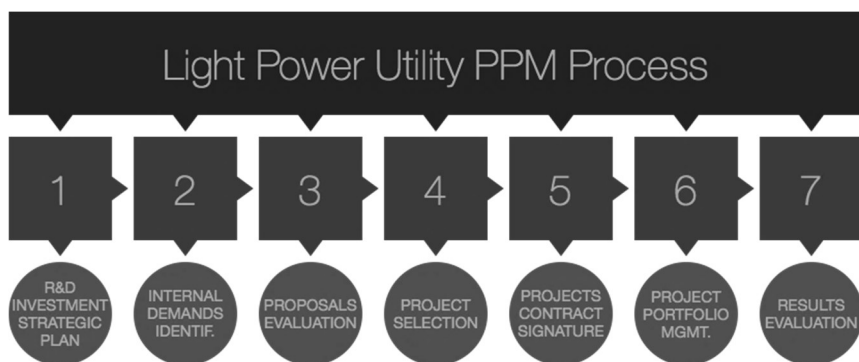 Light Power Utility PPM Process
1
2
3
4
5
6
7
R&D
INVESTMENT
STRATEGIC
PLAN
INTERNAL
DEMANDS
IDENTIF.
PROPOSALS
EVALUATION
PROJECT
SELECTION
PROJECTS
CONTRACT
SIGNATURE
PROJECT
PORTFOLIO
MGMT.
RESULTS
EVALUATION